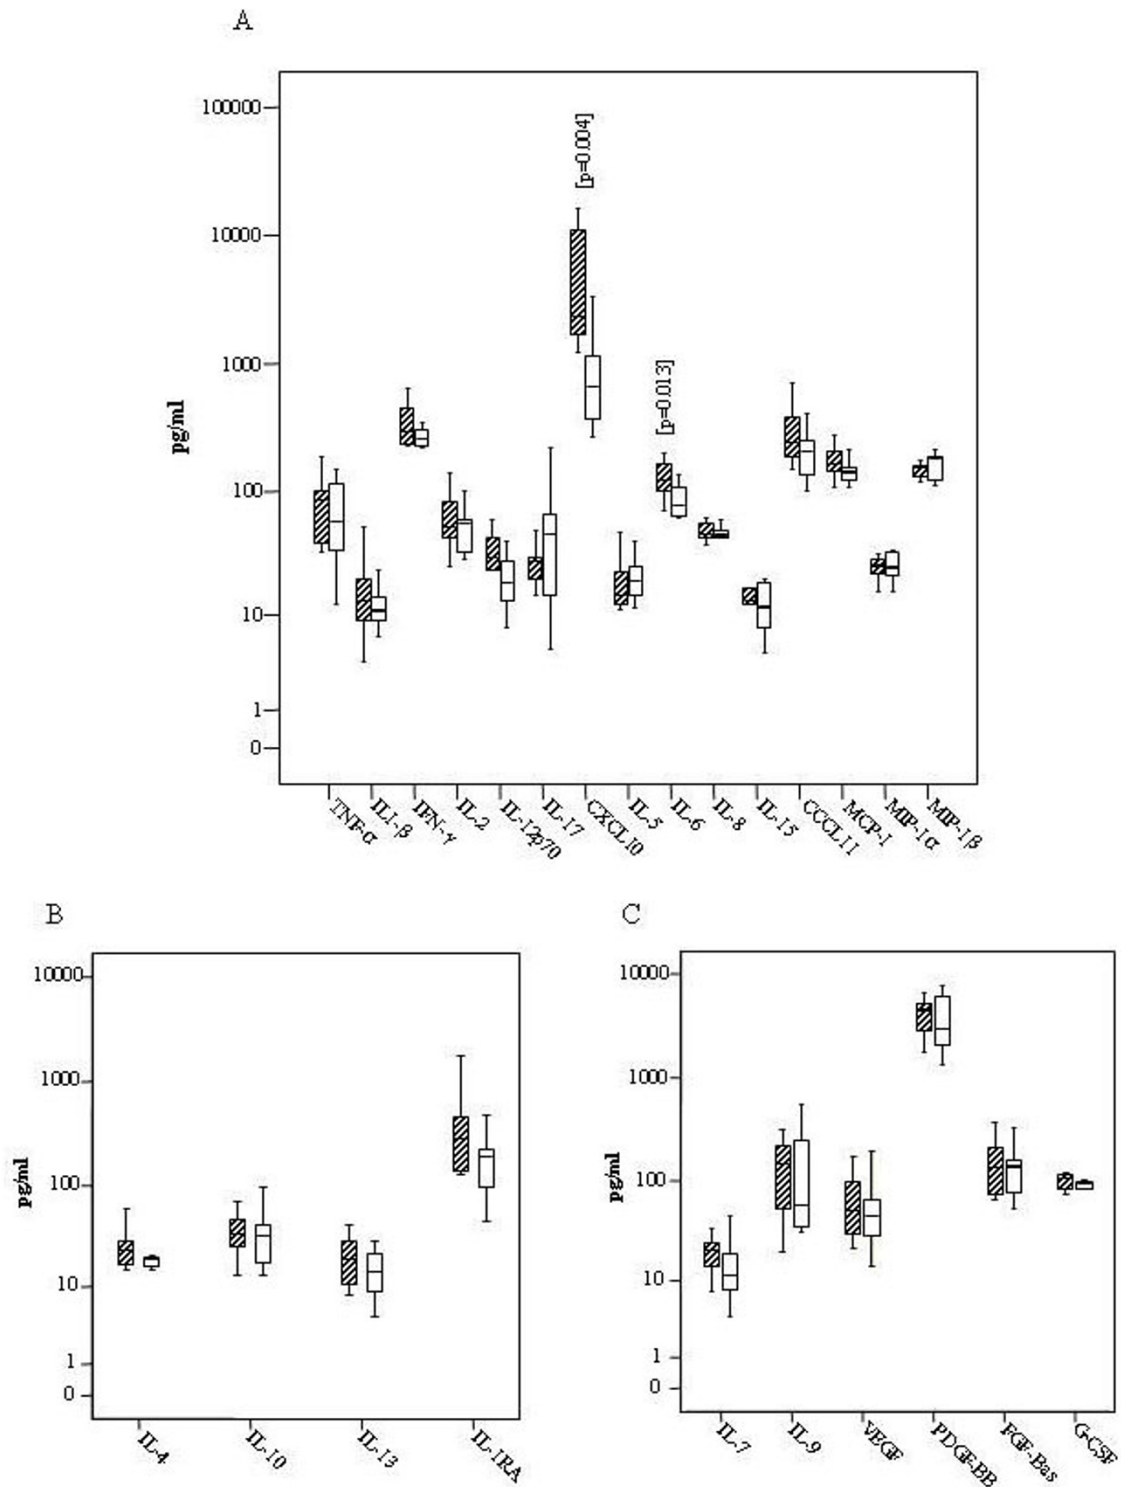 A
100000
10000
1000
100
10
1
0
pg/ml
[p=0.004]
[p=0.013]
TNF-α
IL1-β
IFN-γ
IL-2
IL-12p70
IL-17
CXCL10
IL-5
IL-6
IL-8
IL-15
CCCL11
MCP-1
MIP-1α
MIP-1β
B
10000
1000
100
10
1
0
pg/ml
IL-4
IL-10
IL-13
IL-1RA
C
10000
1000
100
10
1
0
pg/ml
IL-7
IL-9
VEGF
PDGF-BB
FGF-Bas
G-CSF